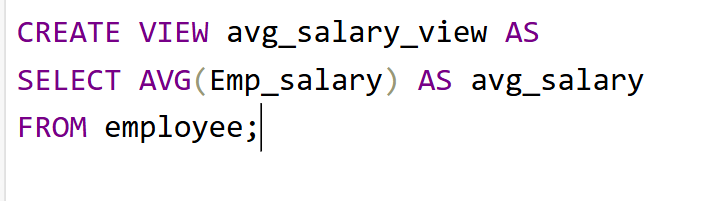 CREATE VIEW avg_salary_view AS
SELECT AVG(Emp_salary) AS avg_salary
FROM employee;